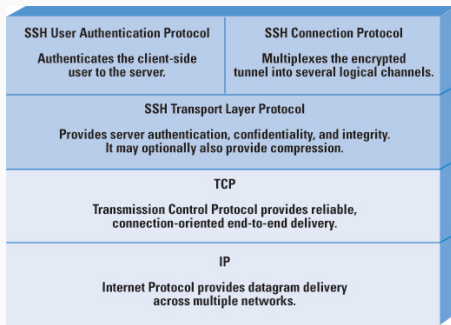 SSH User Authentication Protocol
Authenticates the client-side
user to the server.
SSH Connection Protocol
Multiplexes the encrypted
tunnel into several logical channels.
SSH Transport Layer Protocol
Provides server authentication, confidentiality, and integrity.
It may optionally also provide compression.
TCP
Transmission Control Protocol provides reliable,
connection-oriented end-to-end delivery.
IP
Internet Protocol provides datagram delivery
across multiple networks.